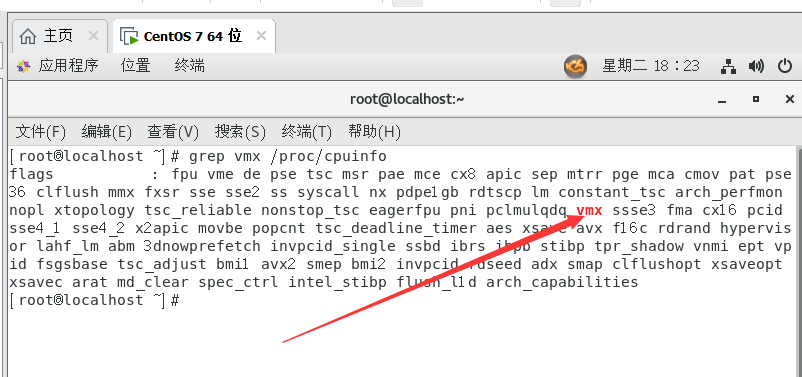 主页
CentOS 7 64 位
应用程序 位置 终端 星期二 18：23
root@localhost:~
文件(F) 编辑(E) 查看(V) 搜索(S) 终端(T) 帮助(H)
[root@localhost ~]# grep vmx /proc/cpuinfo
flags : fpu vme de pse tsc msr pae mce cx8 apic sep mtrr pge mca cmov pat pse
36 clflush mmx fxsr sse sse2 ss syscall nx pdpe1gb rdtscp lm constant_tsc arch_perfmon
nopl xtopology tsc_reliable nonstop_tsc eagerfpu pni pclmulqdq vmx ssse3 fma cx16 pcid
sse4_1 sse4_2 x2apic movbe popcnt tsc_deadline_timer aes xsave avx f16c rdrand hypervis
or lahf_lm abm 3dnowprefetch invpcid_single ssbd ibrs ibpb stibp tpr_shadow vnmi ept vp
id fsgsbase tsc_adjust bmi1 avx2 smep bmi2 invpcid rdseed adx smap clflushopt xsaveopt
xsavec arat md_clear spec_ctrl intel_stibp flush_l1d arch_capabilities
[root@localhost ~]#